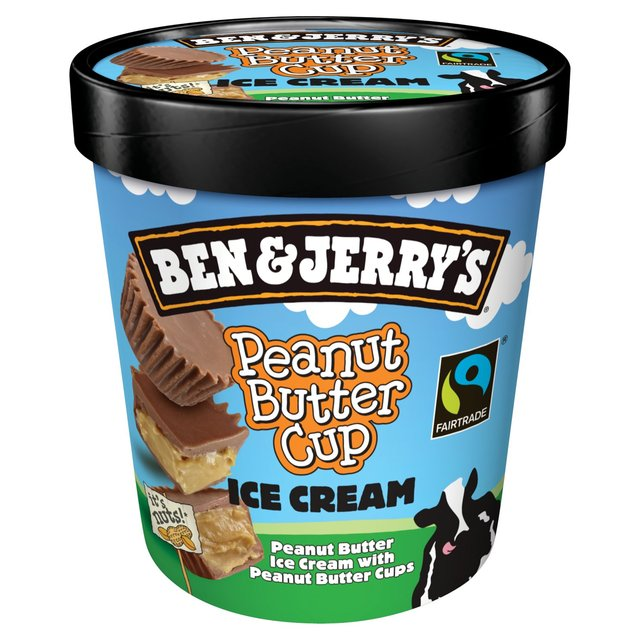 BEN & JERRY'S
Peanut
Butter
Cup
ICE CREAM
Peanut Butter
FAIRTRADE
BEN & JERRY'S
®
Peanut
Butter
Cup
ICE CREAM
®
FAIRTRADE
it's
nuts!*
Peanut Butter
Ice Cream with
Peanut Butter Cups